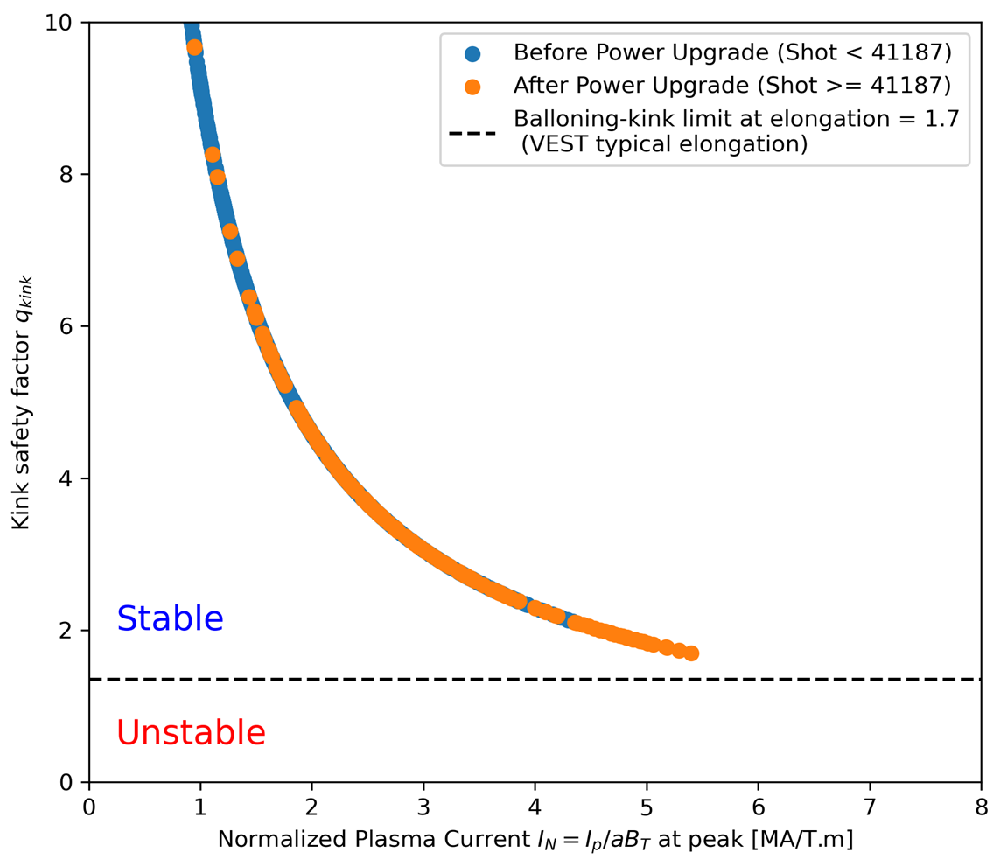 10
8
6
4
2
0
Kink safety factor q_kink
Before Power Upgrade (Shot < 41187)
After Power Upgrade (Shot >= 41187)
Balloning-kink limit at elongation = 1.7
(VEST typical elongation)
Stable
Unstable
0 1 2 3 4 5 6 7 8
Normalized Plasma Current I_N = I_p/aB_T at peak [MA/T.m]